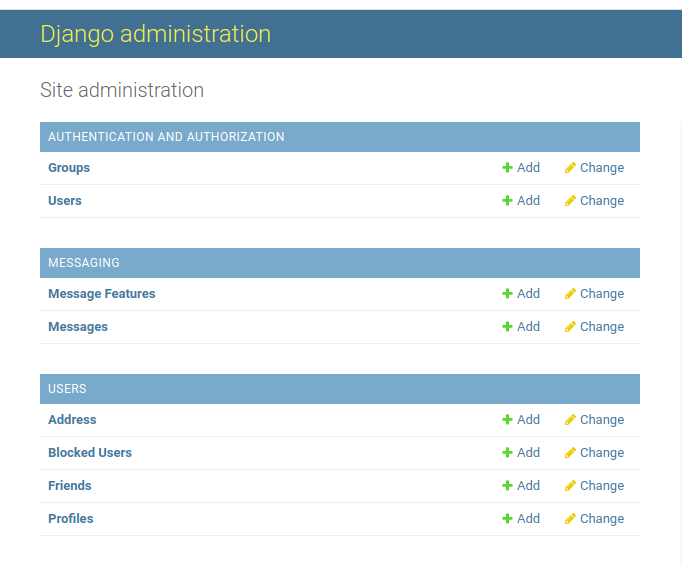 Django administration
Site administration
AUTHENTICATION AND AUTHORIZATION
Groups Add Change
Users Add Change
MESSAGING
Message Features Add Change
Messages Add Change
USERS
Address Add Change
Blocked Users Add Change
Friends Add Change
Profiles Add Change